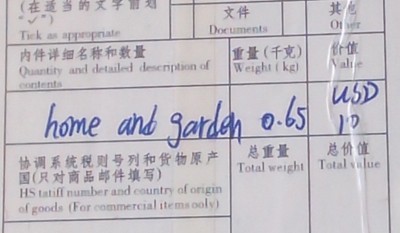 (在适当的文字前划
"✓")
Tick as appropriate
文件
Documents
其他
Other
内件详细名称和数量
Quantity and detailed description of
contents
重量(千克)
Weight (kg)
价值
Value
home and garden 0.65 USD
10
协调系统税则号列和货物原产
国(只对商品邮件填写)
HS tatiff number and country of origin
of goods (For commercial items only)
总重量
Total weight
总价值
Total value